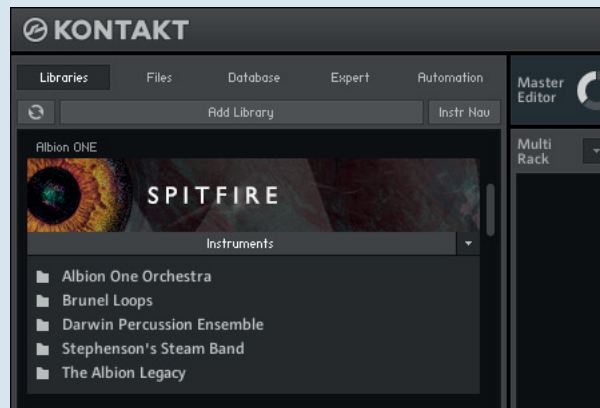 KONTAKT
Libraries Files Database Expert Automation
Add Library Instr Nav
Master
Editor
Multi
Rack
Albion ONE
SPITFIRE
Instruments
Albion One Orchestra
Brunel Loops
Darwin Percussion Ensemble
Stephenson's Steam Band
The Albion Legacy